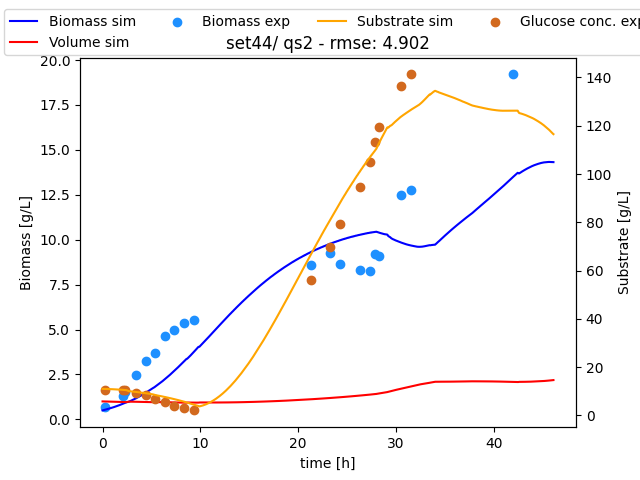 Biomass sim Biomass exp Substrate sim Glucose conc. exp
Volume sim
set44/ qs2 - rmse: 4.902
20.0
17.5
15.0
12.5
10.0
7.5
5.0
2.5
0.0
Biomass [g/L]
0 10 20 30 40
time [h]
140
120
100
80
60
40
20
0
Substrate [g/L]